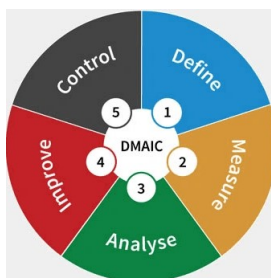 Control
Define
5
1
DMAIC
4
2
3
Improve
Measure
Analyse